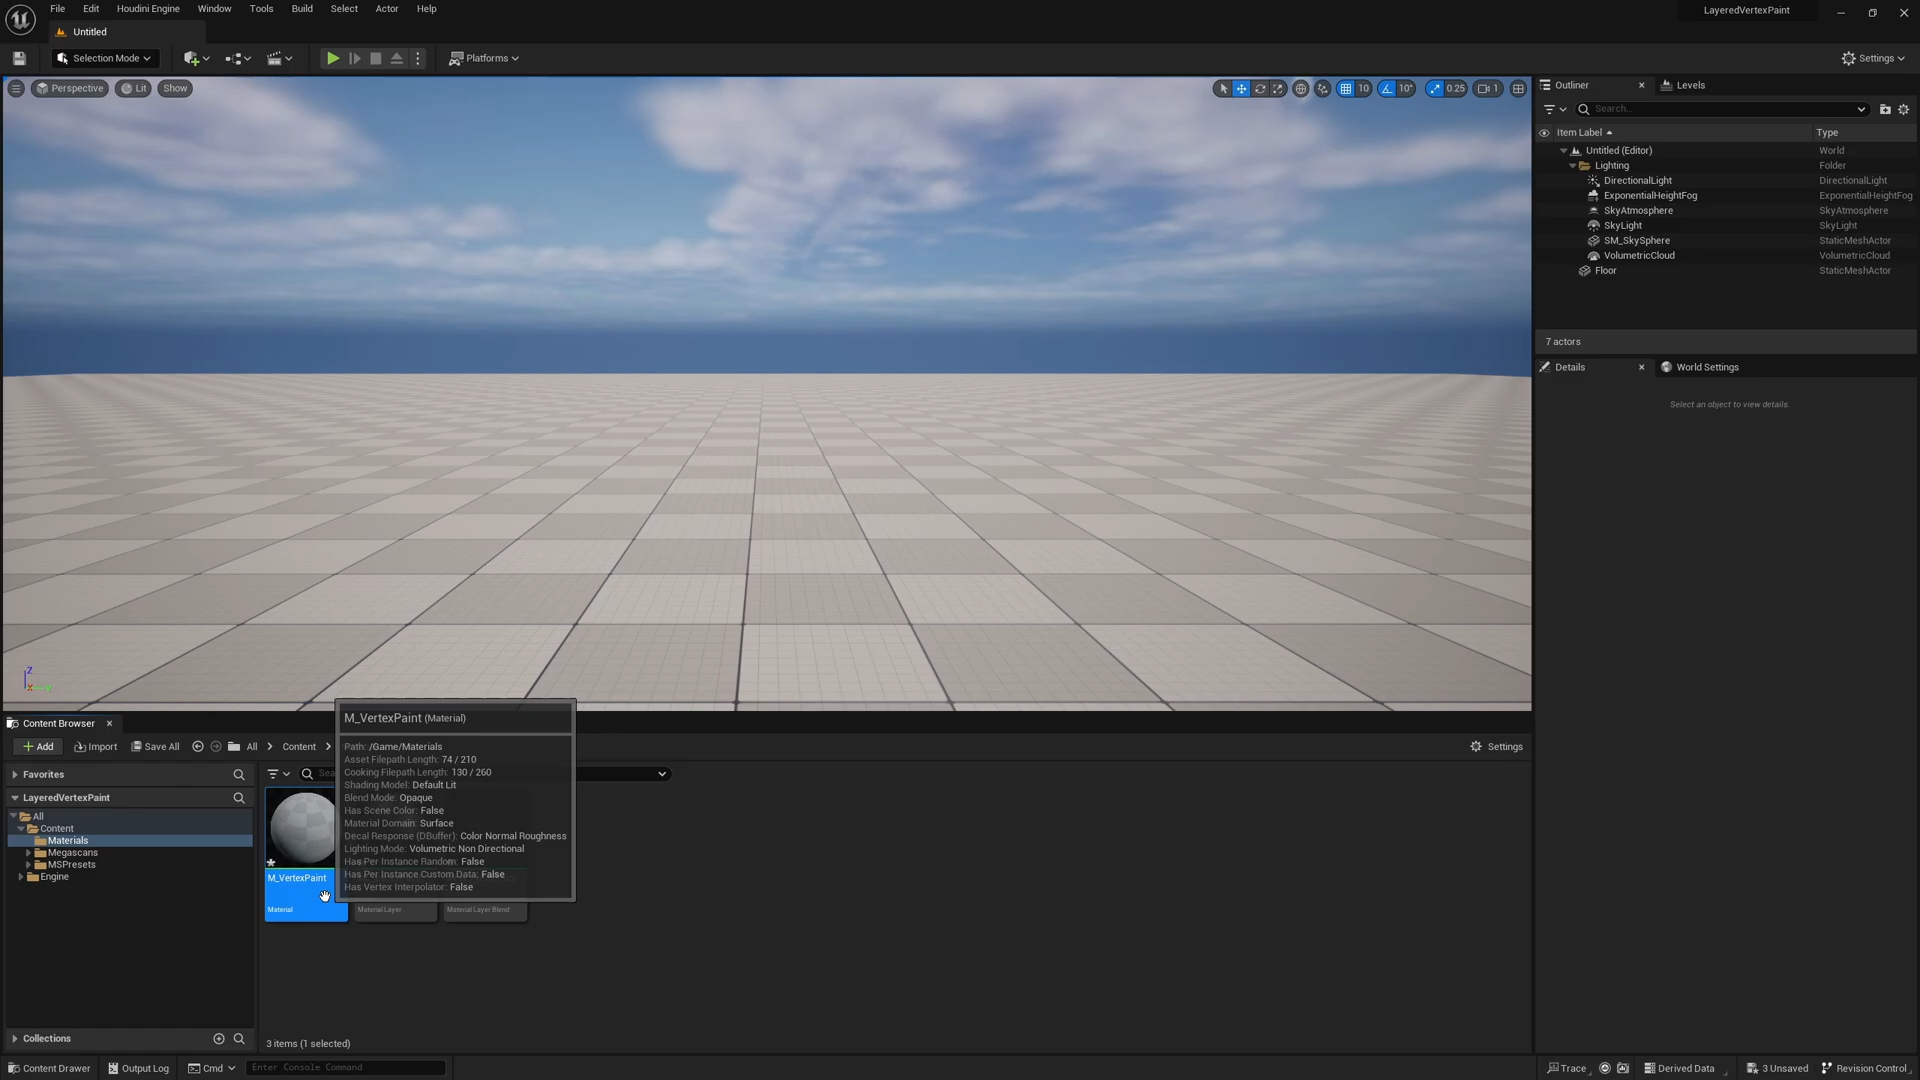 File Edit Window Tools Houdini Engine Build Select Actor Help
LayeredVertexPaint
Untitled
Selection Mode
Platforms
Settings
Perspective Lit Show
10 10° 0.25 1
Outliner Levels
Search...
Item Label Type
Untitled (Editor) World
Lighting Folder
DirectionalLight DirectionalLight
ExponentialHeightFog ExponentialHeightFog
SkyAtmosphere SkyAtmosphere
SkyLight SkyLight
SM_SkySphere StaticMeshActor
VolumetricCloud VolumetricCloud
Floor StaticMeshActor
7 actors
Details World Settings
Select an object to view details.
Z
X Y
Content Browser
Add Import Save All All Content
Settings
M_VertexPaint (Material)
Path: /Game/Materials
Asset Filepath Length: 74 / 210
Cooking Filepath Length: 130 / 260
Shading Model: Default Lit
Blend Mode: Opaque
Has Scene Color: False
Material Domain: Surface
Decal Response (DBuffer): Color Normal Roughness
Lighting Mode: Volumetric Non Directional
Has Per Instance Random: False
Has Per Instance Custom Data: False
Has Vertex Interpolator: False
Favorites
LayeredVertexPaint
All
Content
Materials
Megascans
MSPresets
Engine
Collections
M_VertexPaint
Material
Material Layer
Material Layer Blend
3 items (1 selected)
Content Drawer Output Log Cmd Enter Console Command
Trace Derived Data 3 Unsaved Revision Control